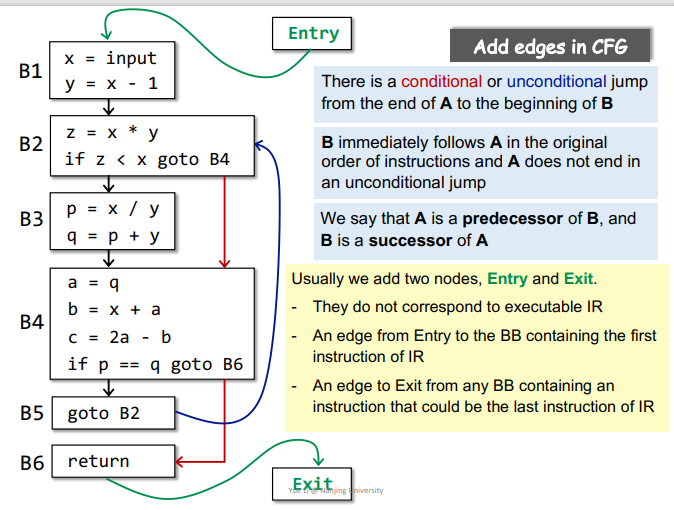 Entry
Add edges in CFG
B1
x = input
y = x - 1
There is a conditional or unconditional jump
from the end of A to the beginning of B
B2
z = x * y
if z < x goto B4
B immediately follows A in the original
order of instructions and A does not end in
an unconditional jump
B3
p = x / y
q = p + y
We say that A is a predecessor of B, and
B is a successor of A
B4
a = q
b = x + a
c = 2a - b
if p == q goto B6
Usually we add two nodes, Entry and Exit.
- They do not correspond to executable IR
- An edge from Entry to the BB containing the first
instruction of IR
- An edge to Exit from any BB containing an
instruction that could be the last instruction of IR
B5
goto B2
B6
return
Exit
Yue Li @ Nanjing University